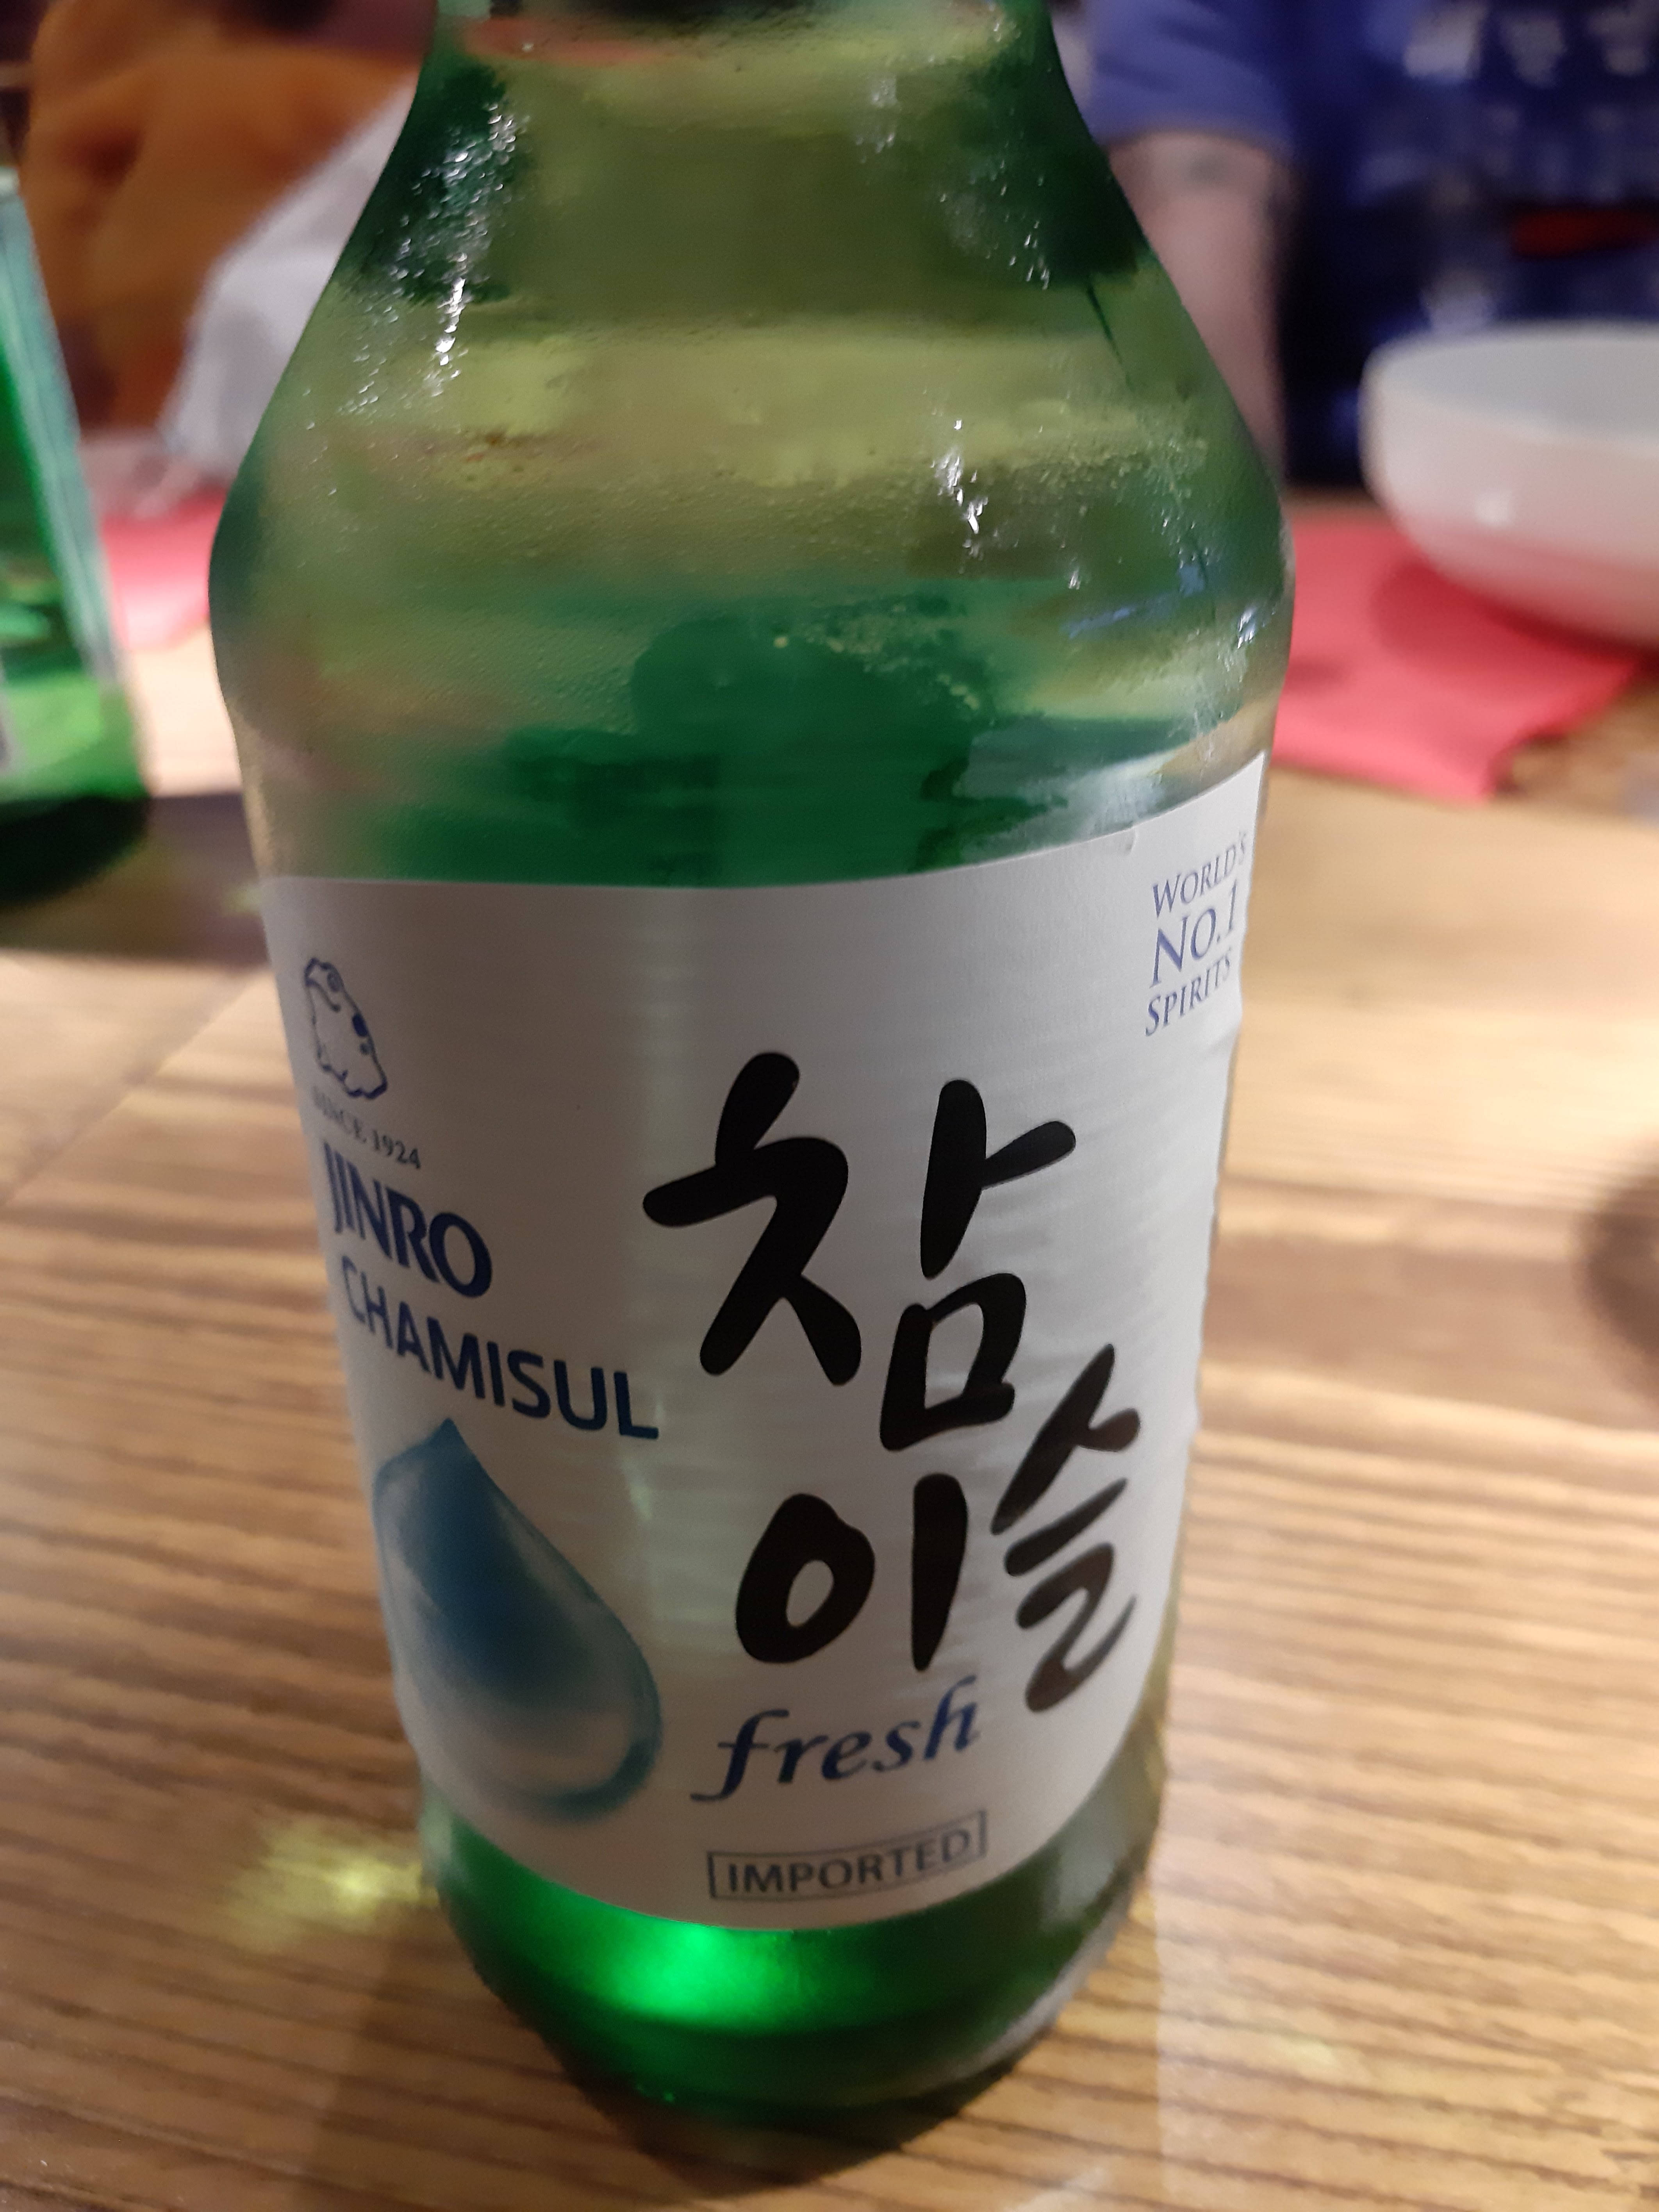 SINCE 1924
JINRO
CHAMISUL
WORLD'S
NO.1
SPIRITS
참
이슬
fresh
IMPORTED